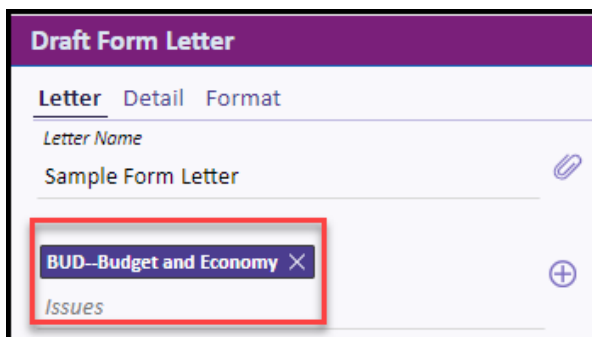 Draft Form Letter
Letter Detail Format
Letter Name
Sample Form Letter
BUD--Budget and Economy
Issues